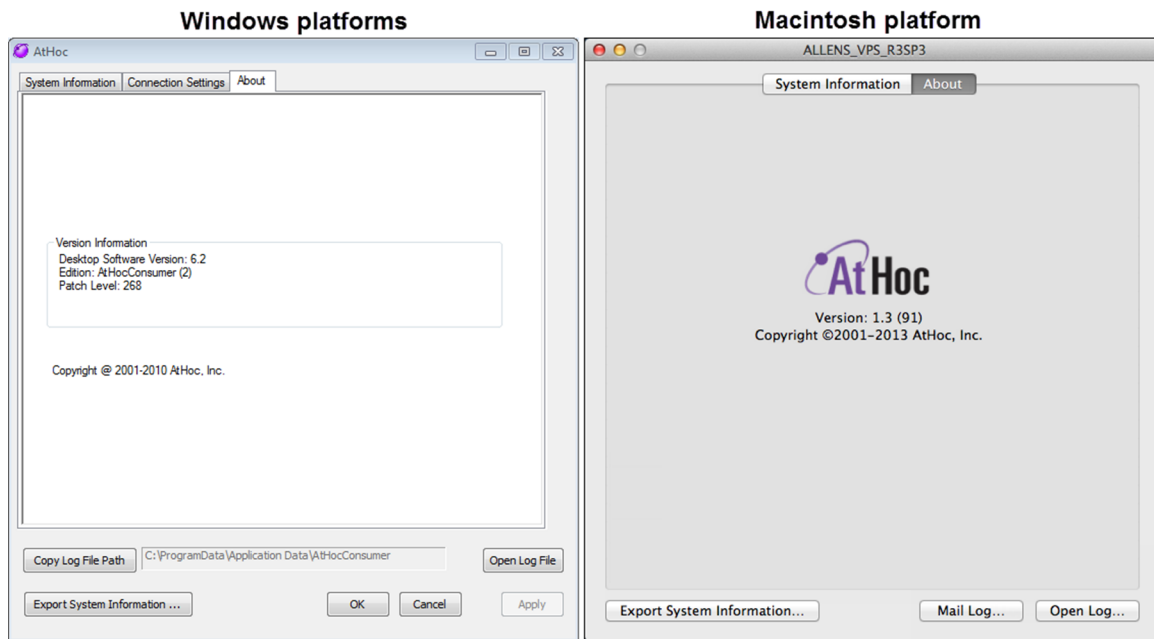 Windows platforms
AtHoc
System Information
Connection Settings
About
Version Information
Desktop Software Version: 6.2
Edition: AtHocConsumer (2)
Patch Level: 268
Copyright @ 2001-2010 AtHoc, Inc.
Copy Log File Path
C:\ProgramData\Application Data\AtHocConsumer
Open Log File
Export System Information ...
OK
Cancel
Apply
Macintosh platform
ALLENS_VPS_R3SP3
System Information
About
AtHoc
Version: 1.3 (91)
Copyright ©2001-2013 AtHoc, Inc.
Export System Information...
Mail Log...
Open Log...